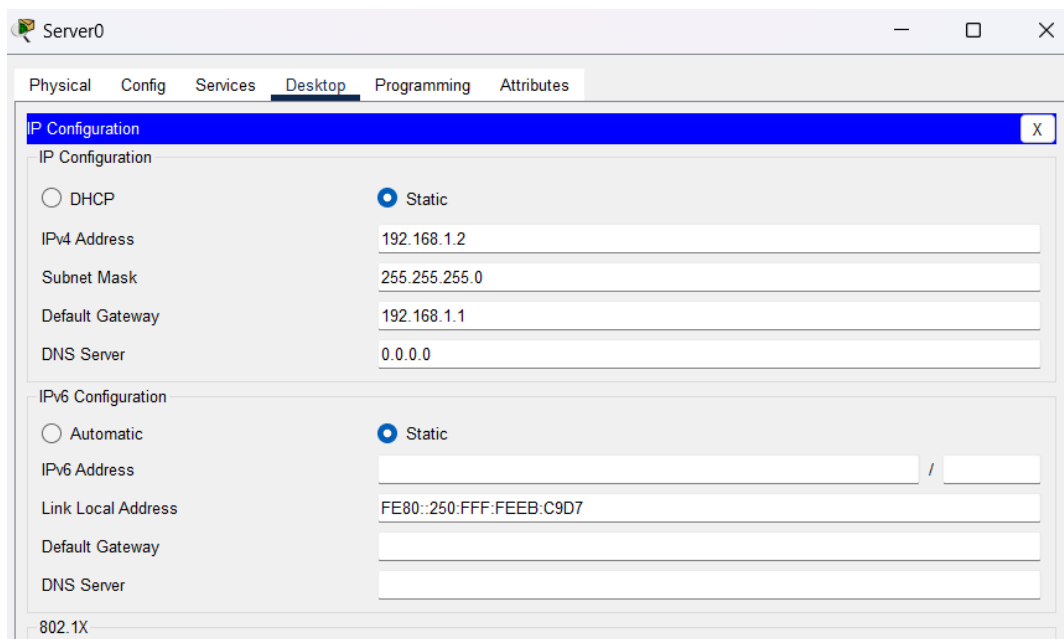 Server0
Physical Config Services Desktop Programming Attributes
IP Configuration X
IP Configuration
DHCP Static
IPv4 Address 192.168.1.2
Subnet Mask 255.255.255.0
Default Gateway 192.168.1.1
DNS Server 0.0.0.0
IPv6 Configuration
Automatic Static
IPv6 Address /
Link Local Address FE80::250:FFF:FEEB:C9D7
Default Gateway
DNS Server
802.1X